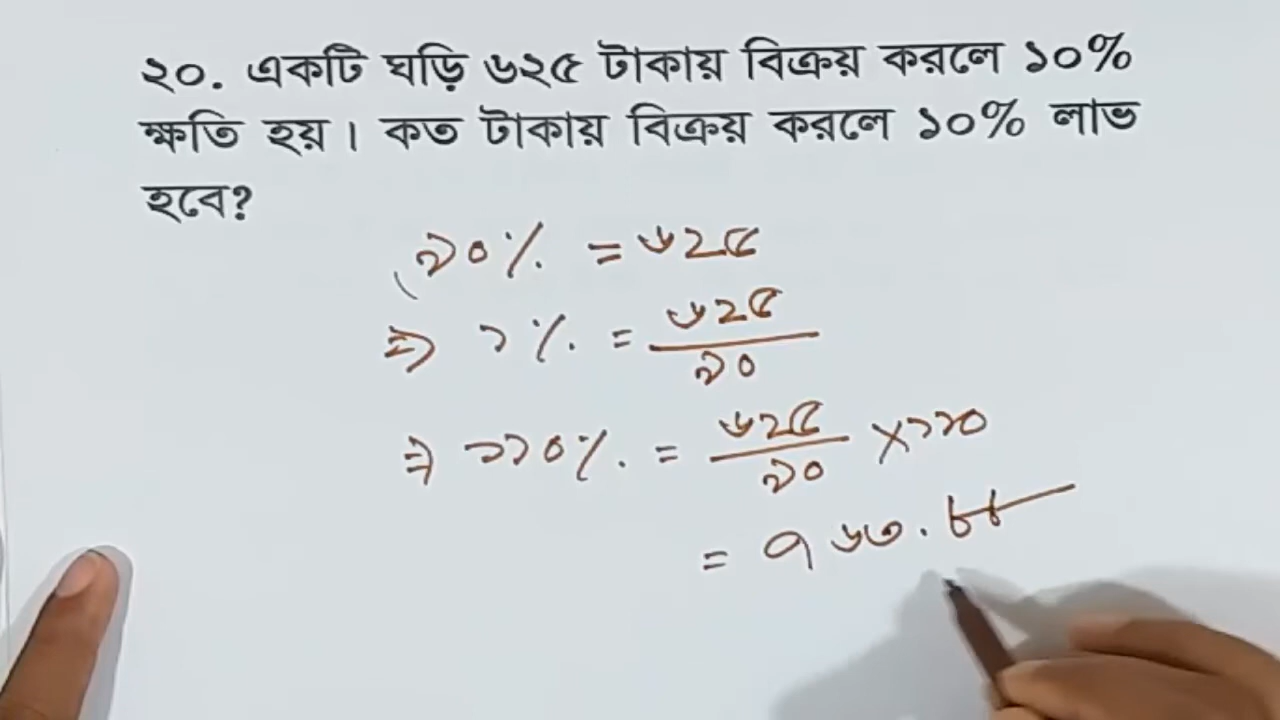 ২০. একটি ঘড়ি ৬২৫ টাকায় বিক্রয় করলে ১০%
ক্ষতি হয়। কত টাকায় বিক্রয় করলে ১০% লাভ
হবে?
৯০% = ৬২৫
⇒ ১% = ৬২৫/৯০
⇒ ১১০% = ৬২৫/৯০ × ১১০
= ৭৬৩.৮৮